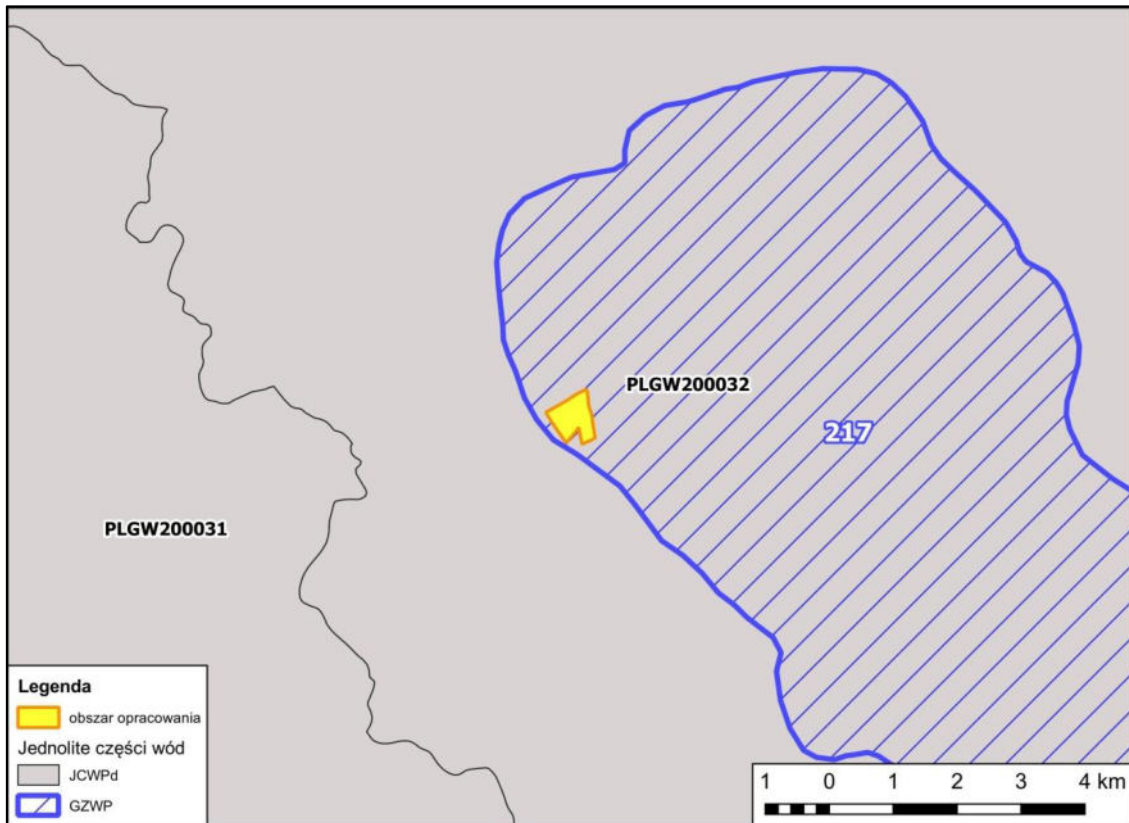 PLGW200032
217
PLGW200031
Legenda
obszar opracowania
Jednolite części wód
JCWPd
GZWP
1 0 1 2 3 4 km